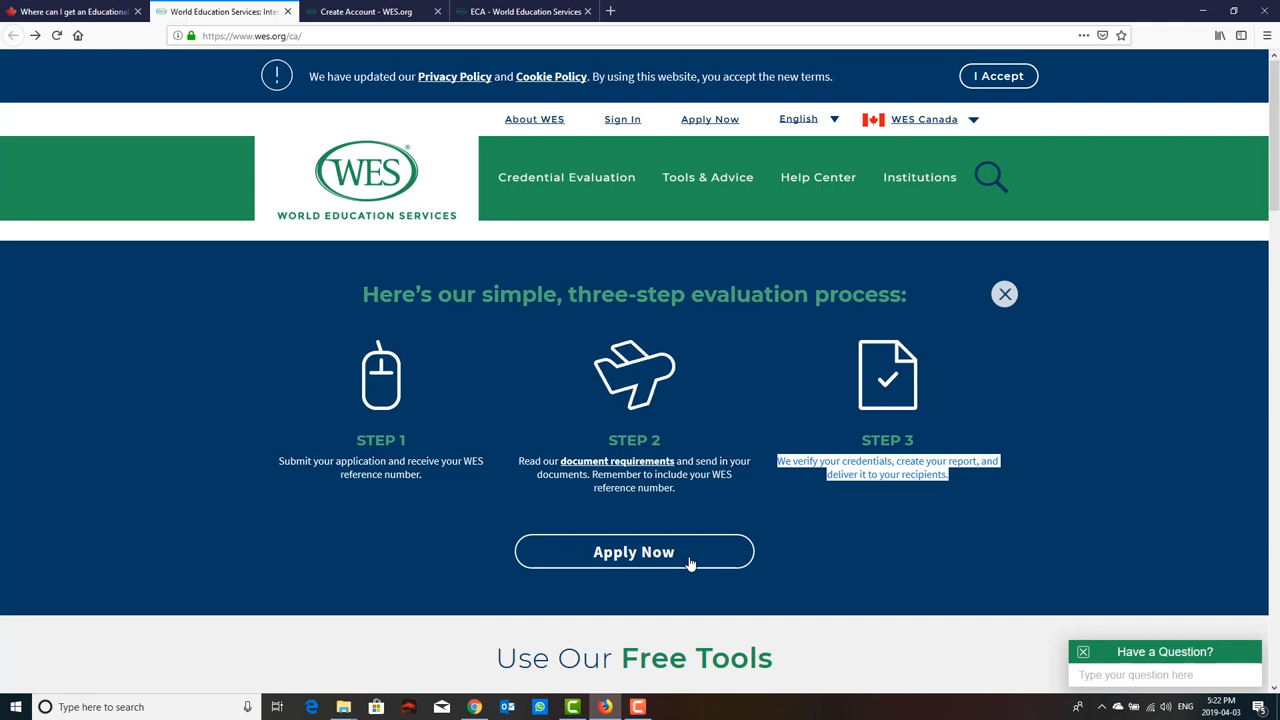 Where can I get an Educational
World Education Services: Inte
Create Account - WES.org
ECA - World Education Services
https://www.wes.org/ca/
We have updated our Privacy Policy and Cookie Policy. By using this website, you accept the new terms.
I Accept
About WES
Sign In
Apply Now
English
WES Canada
WES
WORLD EDUCATION SERVICES
Credential Evaluation
Tools & Advice
Help Center
Institutions
Here's our simple, three-step evaluation process:
STEP 1
Submit your application and receive your WES
reference number.
STEP 2
Read our document requirements and send in your
documents. Remember to include your WES
reference number.
STEP 3
We verify your credentials, create your report, and
deliver it to your recipients.
Apply Now
Use Our Free Tools
Have a Question?
Type your question here
Type here to search
ENG
5:22 PM
2019-04-03